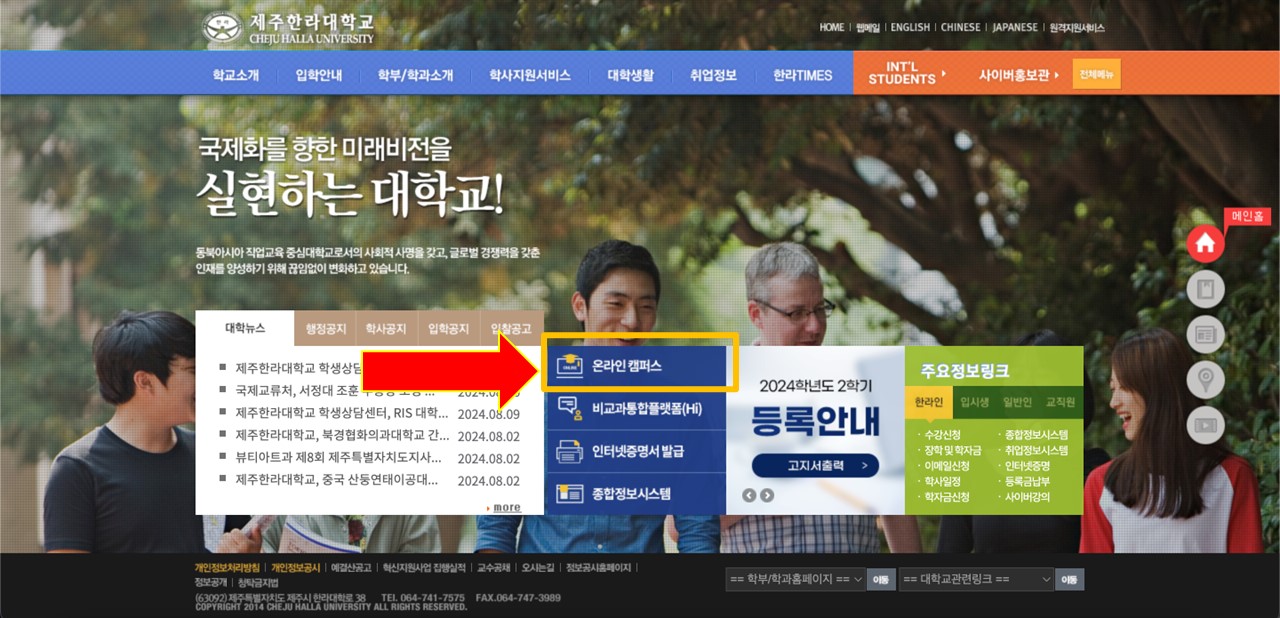 제주한라대학교
CHEJU HALLA UNIVERSITY
HOME | 웹메일 | ENGLISH | CHINESE | JAPANESE | 원격지원서비스
학교소개 입학안내 학부/학과소개 학사지원서비스 대학생활 취업정보 한라TIMES
INT'L
STUDENTS
사이버홍보관
전체메뉴
국제화를 향한 미래비전을
실현하는 대학교!
동북아시아 직업교육 중심대학교로서의 사회적 사명을 갖고, 글로벌 경쟁력을 갖춘
인재를 양성하기 위해 끊임없이 변화하고 있습니다.
메인홈
대학뉴스 행정공지 학사공지 입학공지 입찰공고
제주한라대학교 학생상담
국제교류처, 서정대 조훈
제주한라대학교 학생상담센터, RIS 대학... 2024.08.09
제주한라대학교, 북경협화의과대학교 간... 2024.08.02
뷰티아트과 제8회 제주특별자치도지사... 2024.08.02
제주한라대학교, 중국 산둥연태이공대... 2024.08.02
more
ONLINE
온라인 캠퍼스
비교과통합플랫폼(Hi)
인터넷증명서 발급
종합정보시스템
2024학년도 2학기
등록안내
고지서출력 >
주요정보링크
한라인 입시생 일반인 교직원
· 수강신청 · 종합정보시스템
· 장학 및 학자금 · 취업정보시스템
· 이메일신청 · 인터넷증명
· 학사일정 · 등록금납부
· 학자금신청 · 사이버강의
개인정보처리방침 | 개인정보공시 | 예결산공고 | 혁신지원사업 집행실적 | 교수공채 | 오시는길 | 정보공시홈페이지 |
정보공개 | 청탁금지법
(63092) 제주특별자치도 제주시 한라대학로 38 TEL. 064-741-7575 FAX.064-747-3989
COPYRIGHT 2014 CHEJU HALLA UNIVERSITY ALL RIGHTS RESERVED.
== 학부/학과홈페이지 == 이동 == 대학교관련링크 == 이동